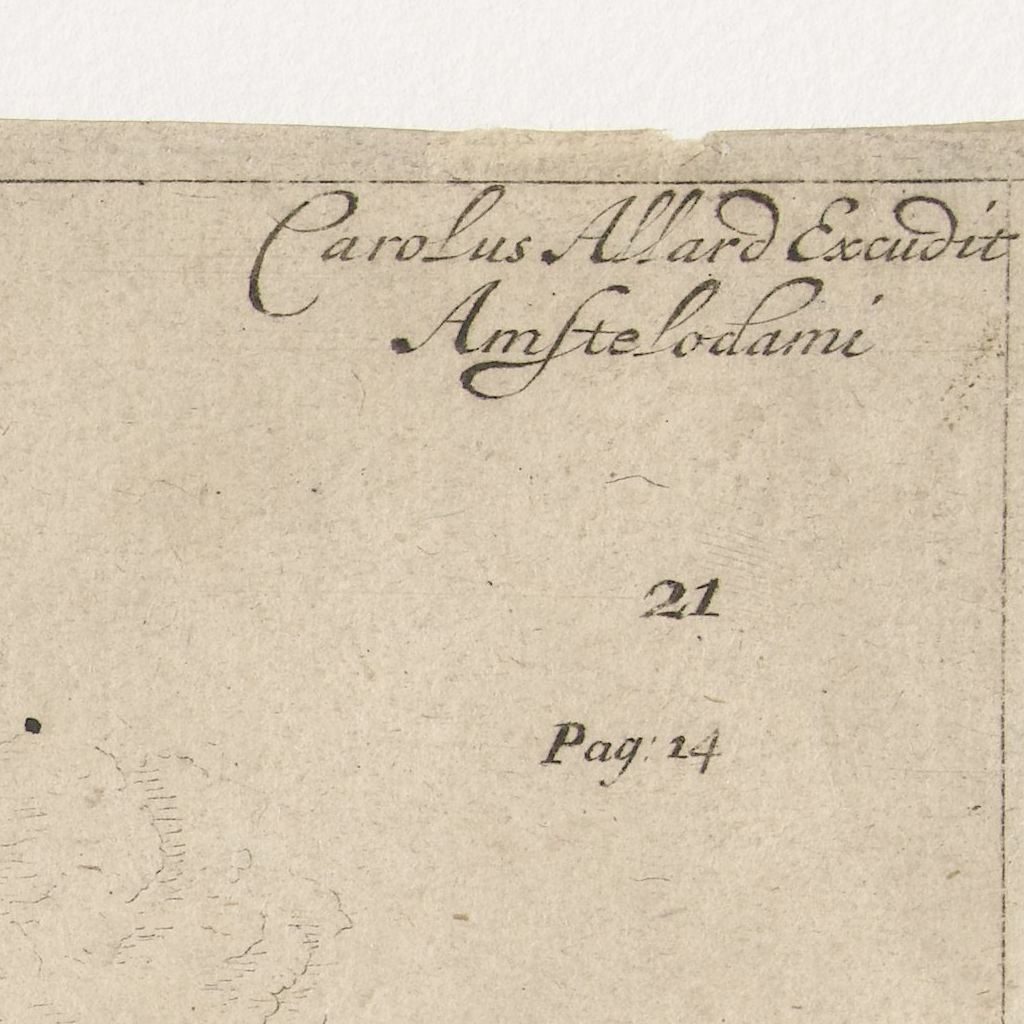 Carolus Allard Excudit
Amſtelodami
21
Pag: 14